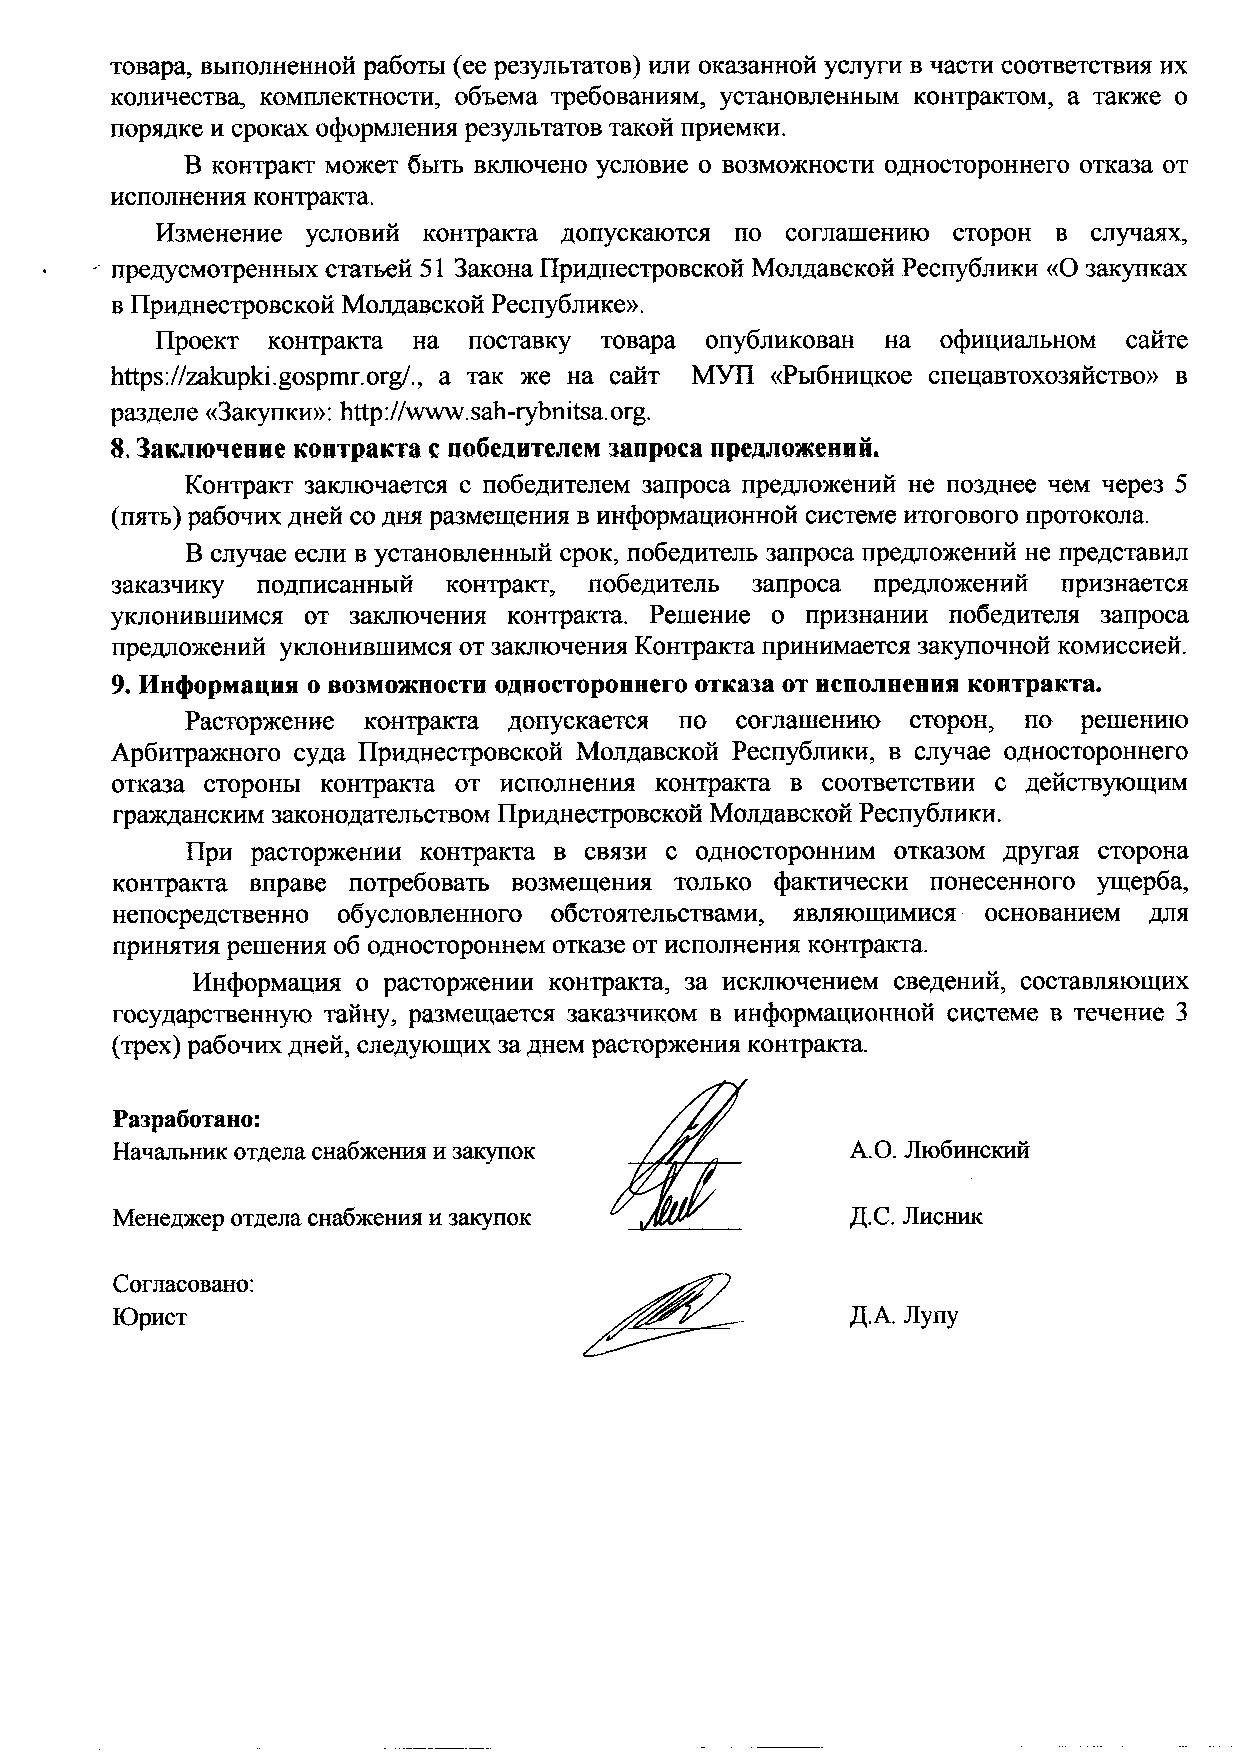 товара, выполненной работы (ее результатов) или оказанной услуги в части соответствия их
количества, комплектности, объема требованиям, установленным контрактом, а также о
порядке и сроках оформления результатов такой приемки.
В контракт может быть включено условие о возможности одностороннего отказа от
исполнения контракта.
Изменение условий контракта допускаются по соглашению сторон в случаях,
предусмотренных статьей 51 Закона Приднестровской Молдавской Республики «О закупках
в Приднестровской Молдавской Республике».
Проект контракта на поставку товара опубликован на официальном сайте
https://zakupki.gospmr.org/., а так же на сайт МУП «Рыбницкое спецавтохозяйство» в
разделе «Закупки»: http://www.sah-rybnitsa.org.
8. Заключение контракта с победителем запроса предложений.
Контракт заключается с победителем запроса предложений не позднее чем через 5
(пять) рабочих дней со дня размещения в информационной системе итогового протокола.
В случае если в установленный срок, победитель запроса предложений не представил
заказчику подписанный контракт, победитель запроса предложений признается
уклонившимся от заключения контракта. Решение о признании победителя запроса
предложений уклонившимся от заключения Контракта принимается закупочной комиссией.
9. Информация о возможности одностороннего отказа от исполнения контракта.
Расторжение контракта допускается по соглашению сторон, по решению
Арбитражного суда Приднестровской Молдавской Республики, в случае одностороннего
отказа стороны контракта от исполнения контракта в соответствии с действующим
гражданским законодательством Приднестровской Молдавской Республики.
При расторжении контракта в связи с односторонним отказом другая сторона
контракта вправе потребовать возмещения только фактически понесенного ущерба,
непосредственно обусловленного обстоятельствами, являющимися основанием для
принятия решения об одностороннем отказе от исполнения контракта.
Информация о расторжении контракта, за исключением сведений, составляющих
государственную тайну, размещается заказчиком в информационной системе в течение 3
(трех) рабочих дней, следующих за днем расторжения контракта.
Разработано:
Начальник отдела снабжения и закупок А.О. Любинский
Менеджер отдела снабжения и закупок Д.С. Лисник
Согласовано:
Юрист Д.А. Лупу